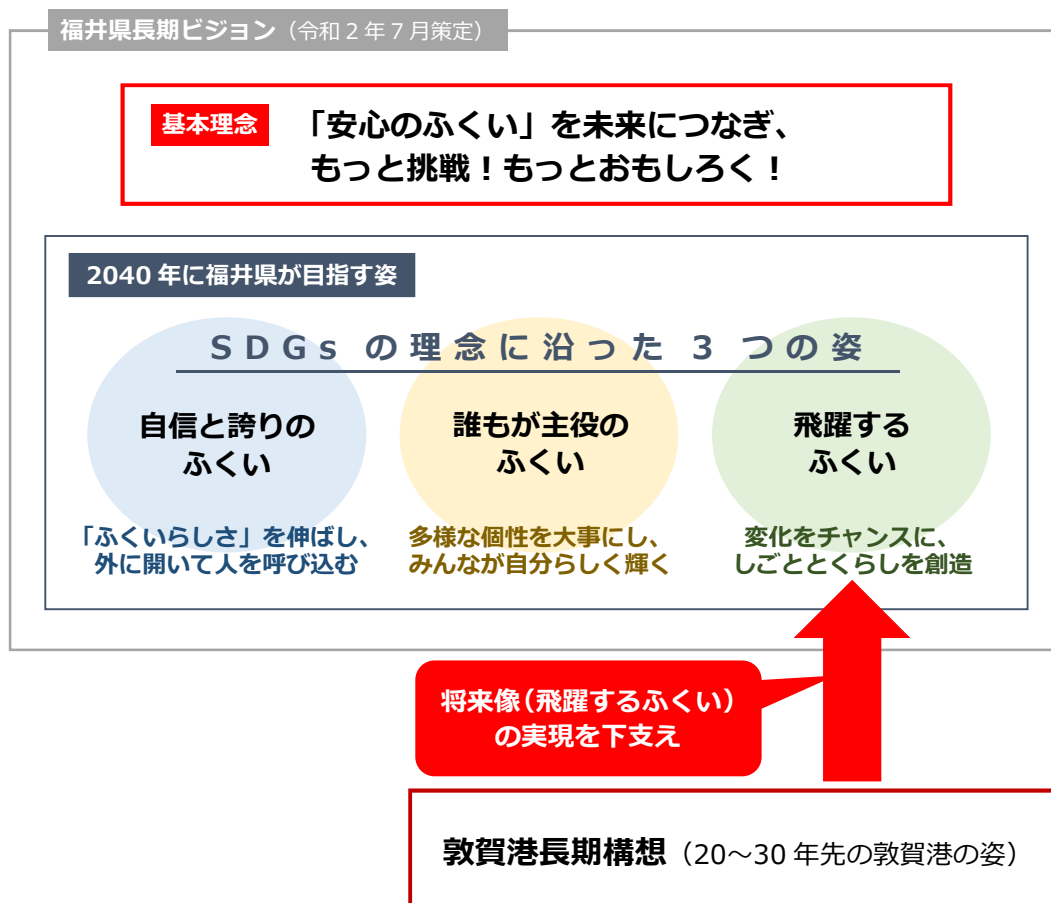 福井県長期ビジョン（令和２年７月策定）
基本理念
「安心のふくい」を未来につなぎ、
もっと挑戦！もっとおもしろく！
2040 年に福井県が目指す姿
SDGs の理念に沿った 3 つの姿
自信と誇りの
ふくい
「ふくいらしさ」を伸ばし、
外に開いて人を呼び込む
誰もが主役の
ふくい
多様な個性を大事にし、
みんなが自分らしく輝く
飛躍する
ふくい
変化をチャンスに、
しごととくらしを創造
将来像（飛躍するふくい）
の実現を下支え
敦賀港長期構想（20～30 年先の敦賀港の姿）